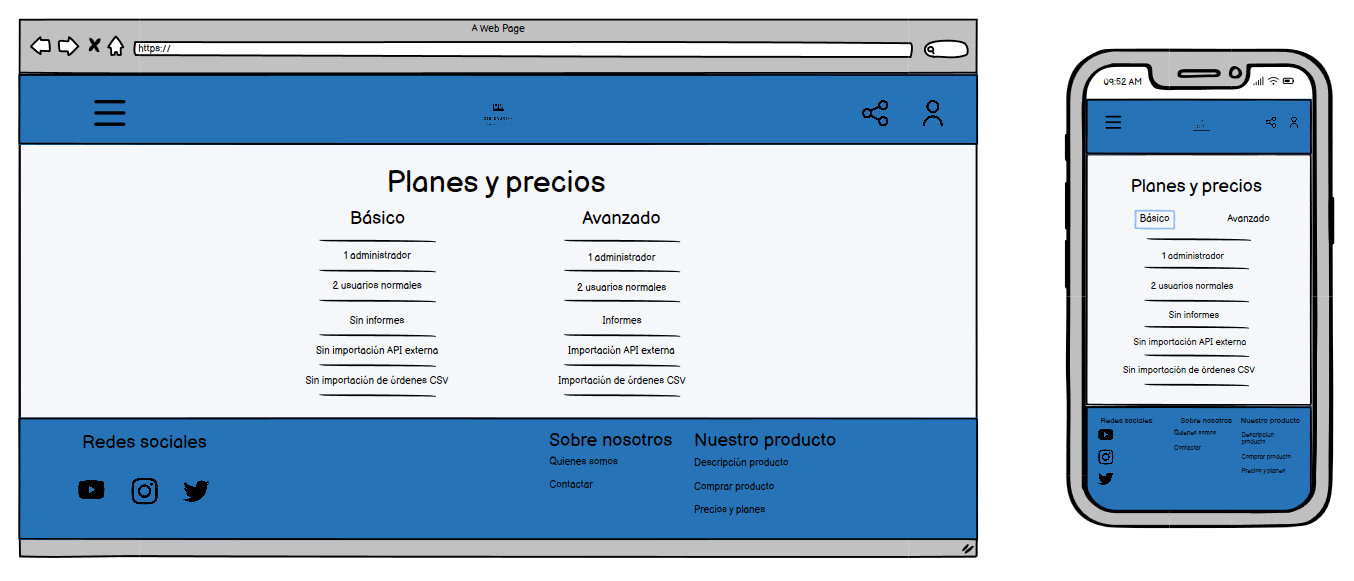 A Web Page
https://
Planes y precios
Básico Avanzado
1 administrador 1 administrador
2 usuarios normales 2 usuarios normales
Sin informes Informes
Sin importación API externa Importación API externa
Sin importación de órdenes CSV Importación de órdenes CSV
Redes sociales Sobre nosotros Nuestro producto
Quienes somos Descripción producto
Contactar Comprar producto
Precios y planes
09:52 AM
Planes y precios
Básico Avanzado
1 administrador
2 usuarios normales
Sin informes
Sin importación API externa
Sin importación de órdenes CSV
Redes sociales Sobre nosotros Nuestro producto
Quienes somos Descripción
producto
Contactar
Comprar producto
Precios y planes